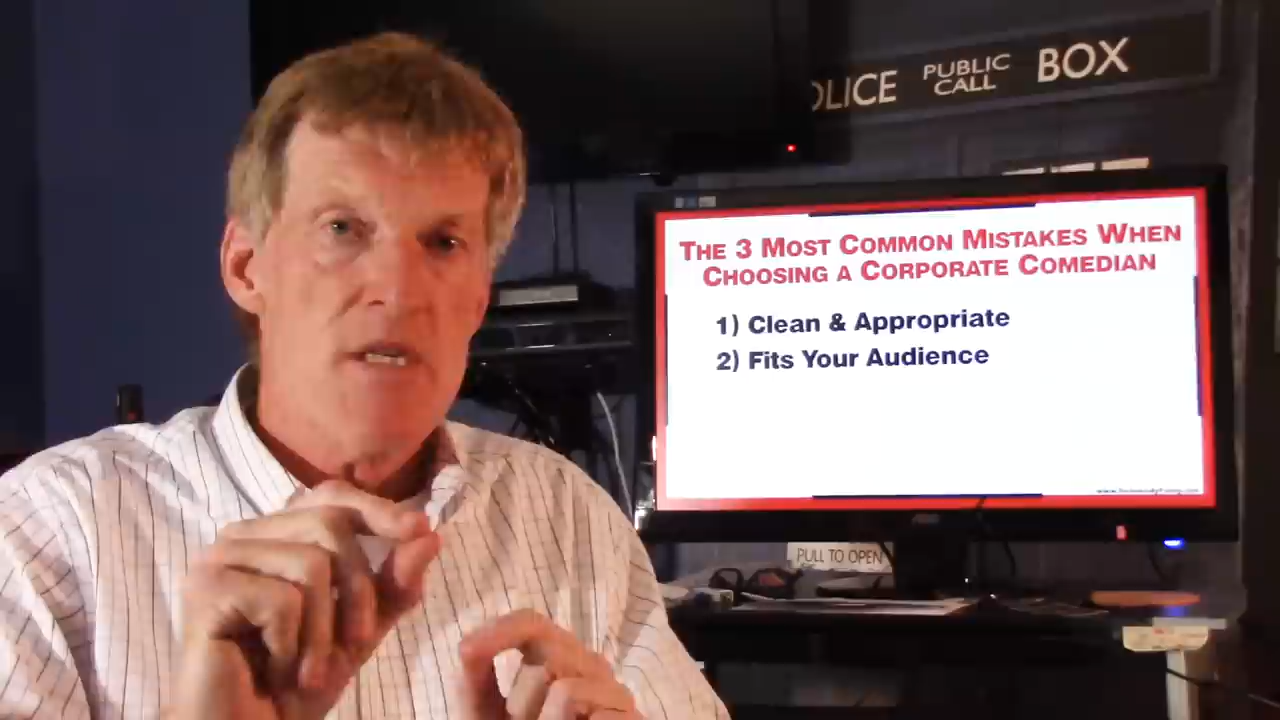 OLICE PUBLIC CALL BOX
THE 3 MOST COMMON MISTAKES WHEN
CHOOSING A CORPORATE COMEDIAN
1) Clean & Appropriate
2) Fits Your Audience
PULL TO OPEN